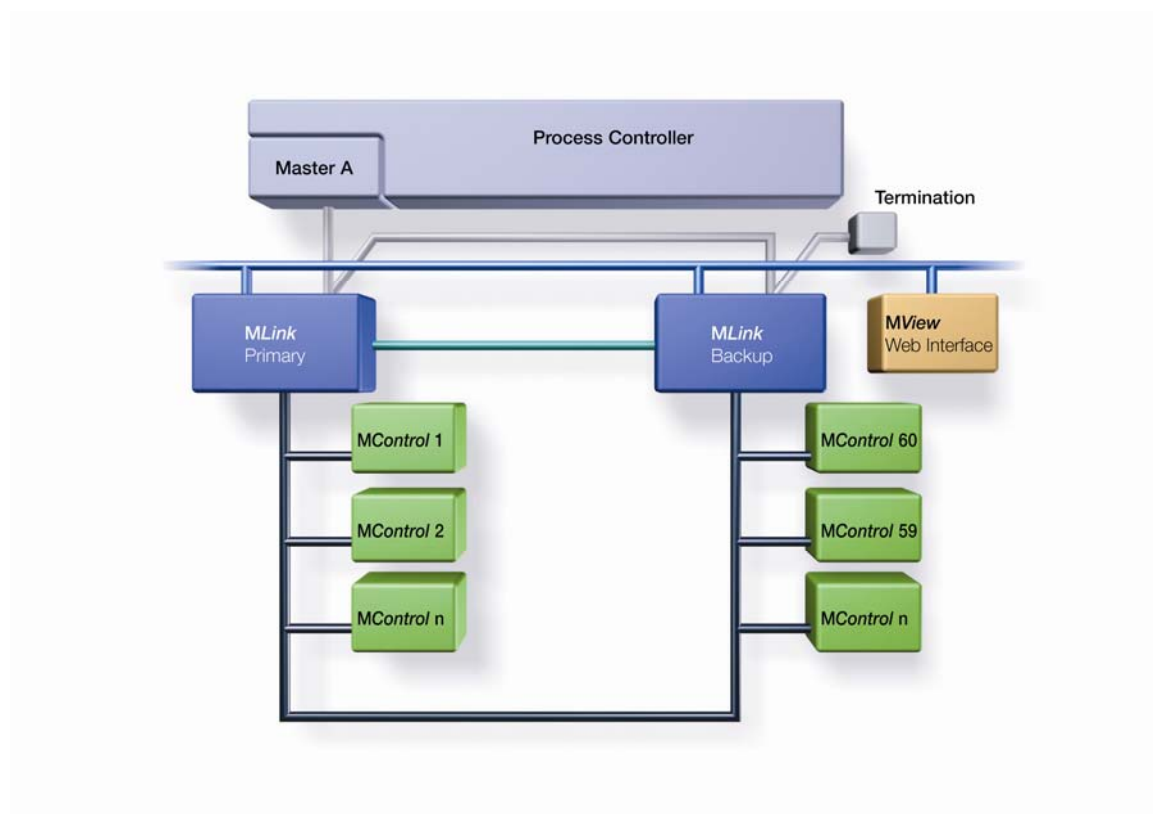 Process Controller
Master A
Termination
MLink
Primary
MLink
Backup
MView
Web Interface
MControl 1
MControl 60
MControl 2
MControl 59
MControl n
MControl n